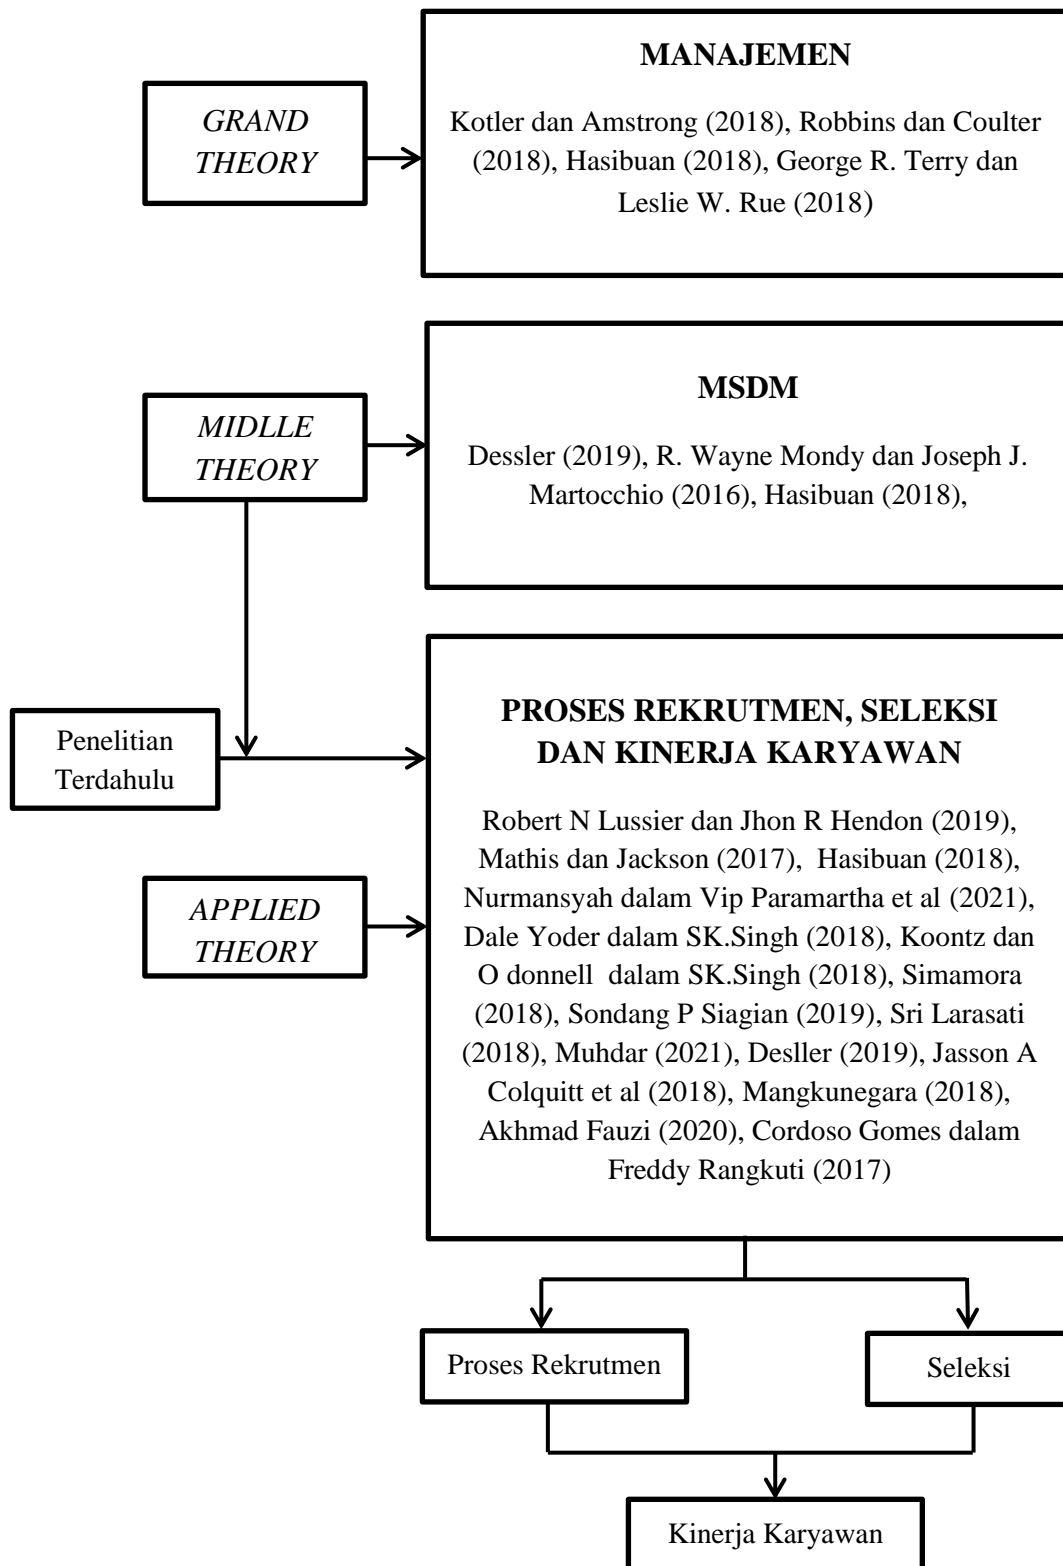 GRAND
THEORY
MANAJEMEN
Kotler dan Amstrong (2018), Robbins dan Coulter
(2018), Hasibuan (2018), George R. Terry dan
Leslie W. Rue (2018)
MIDLLE
THEORY
MSDM
Dessler (2019), R. Wayne Mondy dan Joseph J.
Martocchio (2016), Hasibuan (2018),
Penelitian
Terdahulu
APPLIED
THEORY
PROSES REKRUTMEN, SELEKSI
DAN KINERJA KARYAWAN
Robert N Lussier dan Jhon R Hendon (2019),
Mathis dan Jackson (2017), Hasibuan (2018),
Nurmansyah dalam Vip Paramartha et al (2021),
Dale Yoder dalam SK.Singh (2018), Koontz dan
O donnell dalam SK.Singh (2018), Simamora
(2018), Sondang P Siagian (2019), Sri Larasati
(2018), Muhdar (2021), Desller (2019), Jasson A
Colquitt et al (2018), Mangkunegara (2018),
Akhmad Fauzi (2020), Cordoso Gomes dalam
Freddy Rangkuti (2017)
Proses Rekrutmen
Seleksi
Kinerja Karyawan